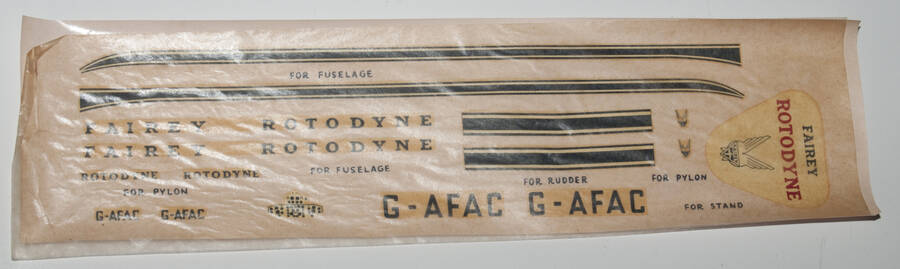 FOR FUSELAGE
FAIREY ROTODYNE
FAIREY ROTODYNE
ROTODYNE ROTODYNE
FOR FUSELAGE
FOR PYLON
FOR RUDDER
FOR PYLON
G-AFAC G-AFAC
G-AFAC G-AFAC
FAIREY
ROTODYNE
FOR STAND